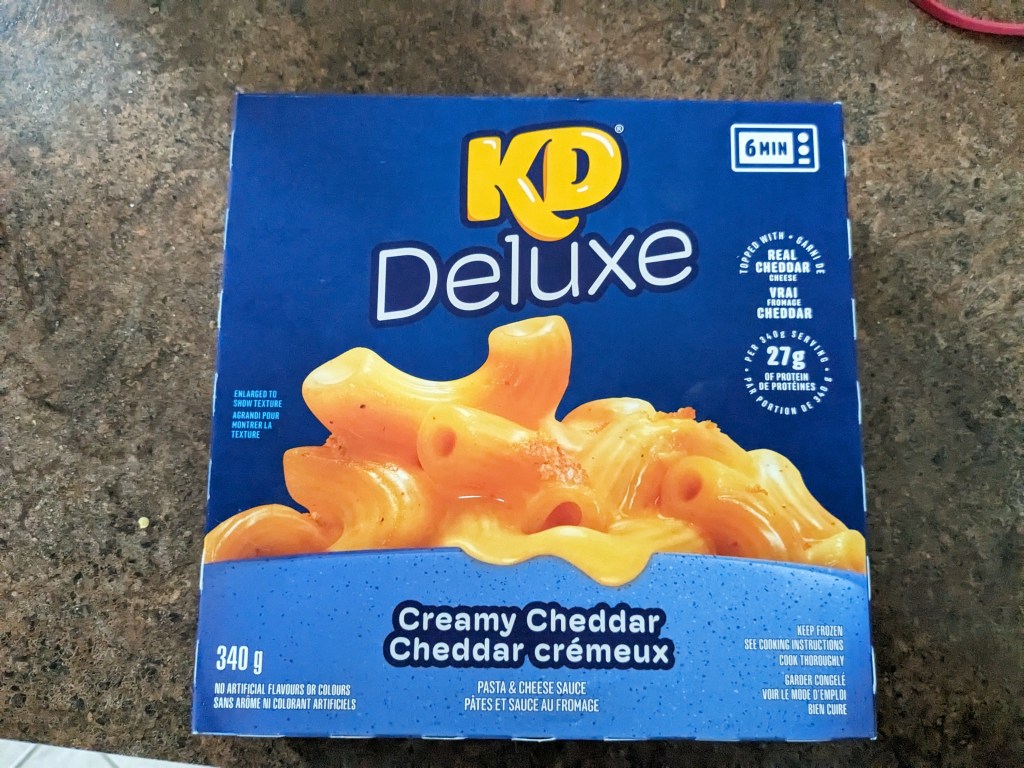 KD®
Deluxe
6 MIN
TOPPED WITH • GARNI DE
REAL
CHEDDAR
CHEESE
VRAI
FROMAGE
CHEDDAR
PER 340g SERVING
27g
OF PROTEIN
DE PROTÉINES
PAR PORTION DE 340 g
ENLARGED TO
SHOW TEXTURE
AGRANDI POUR
MONTRER LA
TEXTURE
Creamy Cheddar
Cheddar crémeux
PASTA & CHEESE SAUCE
PÂTES ET SAUCE AU FROMAGE
340 g
NO ARTIFICIAL FLAVOURS OR COLOURS
SANS ARÔME NI COLORANT ARTIFICIELS
KEEP FROZEN
SEE COOKING INSTRUCTIONS
COOK THOROUGHLY
GARDER CONGELÉ
VOIR LE MODE D'EMPLOI
BIEN CUIRE